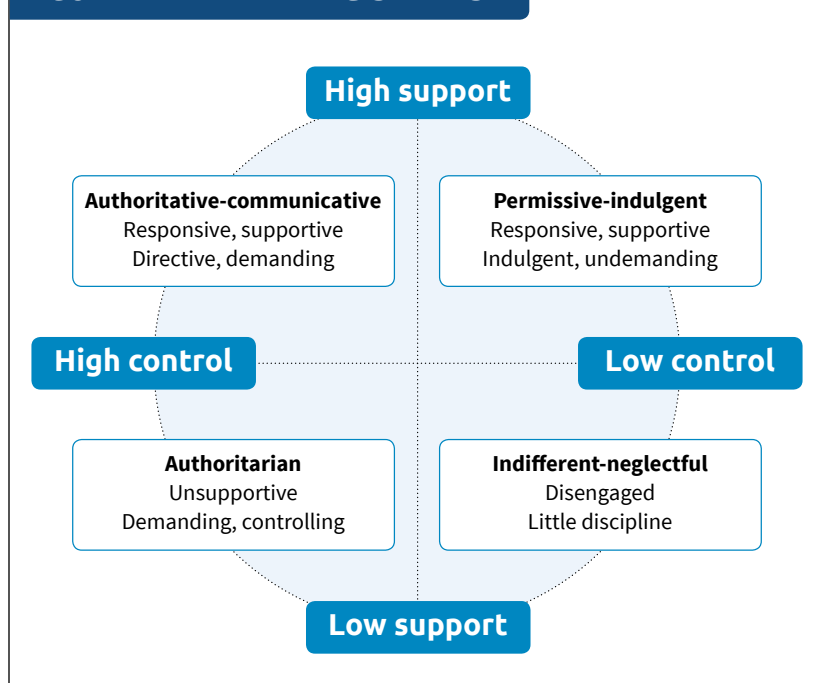 High support
Authoritative-communicative
Responsive, supportive
Directive, demanding
Permissive-indulgent
Responsive, supportive
Indulgent, undemanding
High control
Low control
Authoritarian
Unsupportive
Demanding, controlling
Indifferent-neglectful
Disengaged
Little discipline
Low support